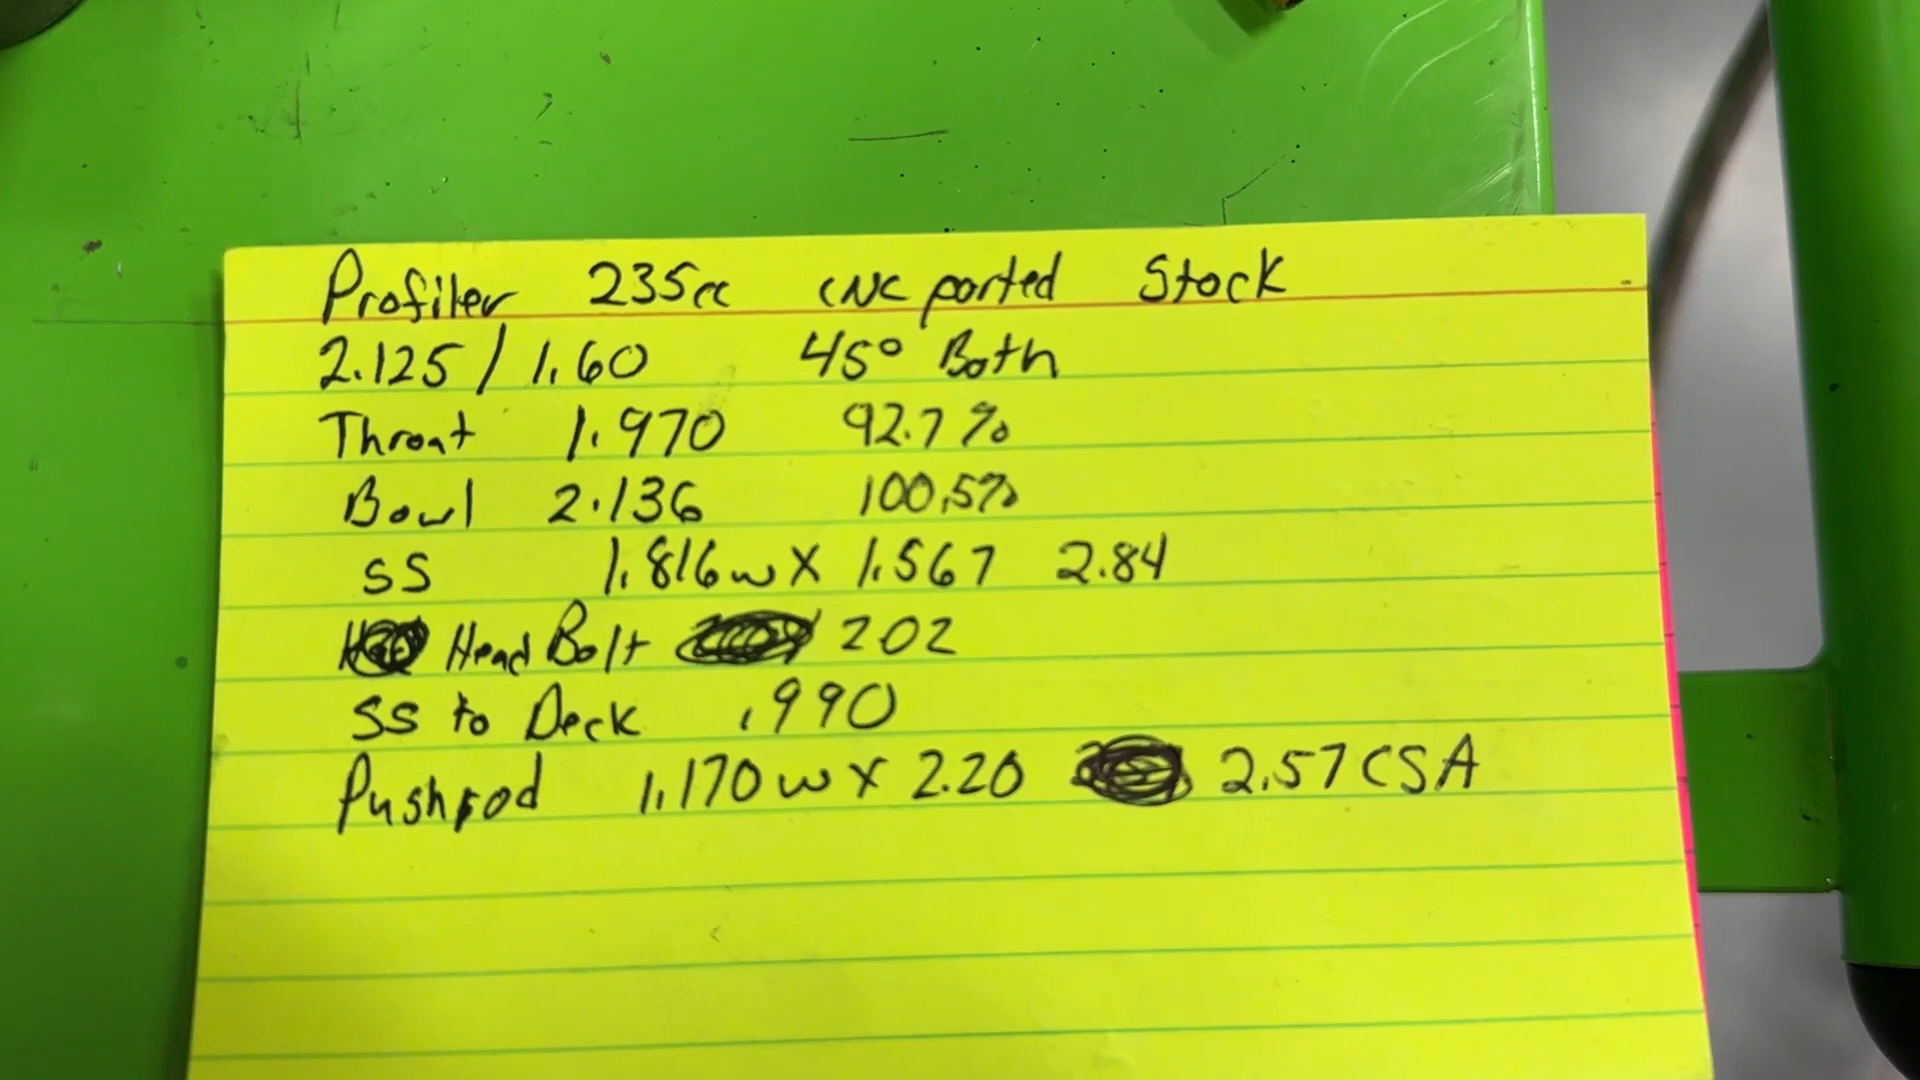 Profiler 235cc CNC ported Stock
2.125 / 1.60 45° Both
Throat 1.970 92.7%
Bowl 2.136 100.5%
SS 1.816w X 1.567 2.84
Head Bolt 202
SS to Deck .990
Pushrod 1.170w x 2.20 2.57 CSA